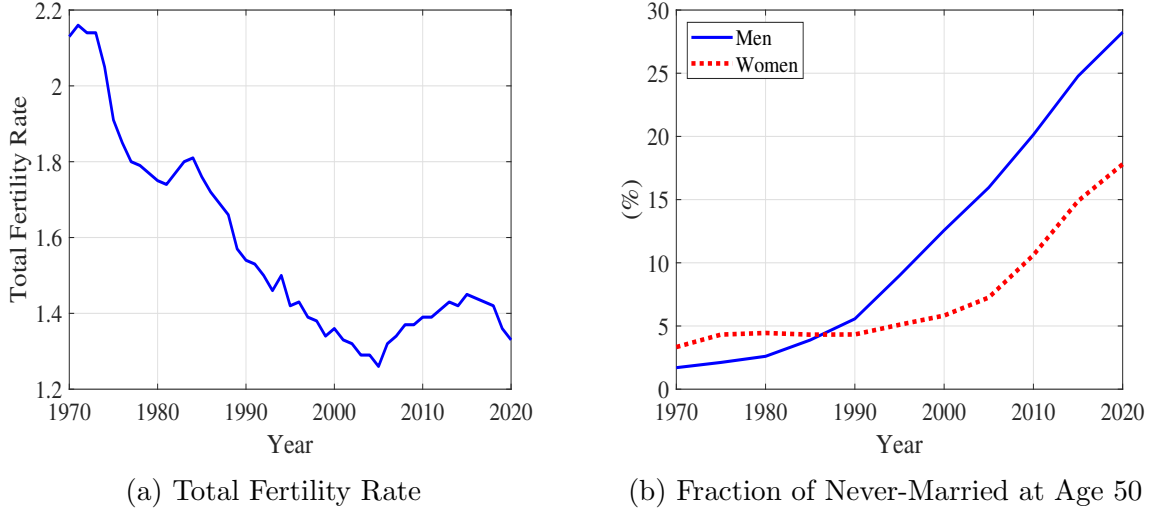 2.2
2
1.8
1.6
1.4
1.2
Total Fertility Rate
1970 1980 1990 2000 2010 2020
Year
(a) Total Fertility Rate
30
25
20
15
10
5
0
(%)
Men
Women
1970 1980 1990 2000 2010 2020
Year
(b) Fraction of Never-Married at Age 50